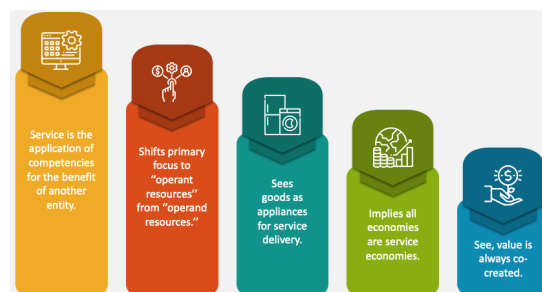 Service is the
application of
competencies
for the benefit
of another
entity.
Shifts primary
focus to
“operant
resources”
from “operand
resources.”
Sees
goods as
appliances
for service
delivery.
Implies all
economies
are service
economies.
See, value is
always co-
created.